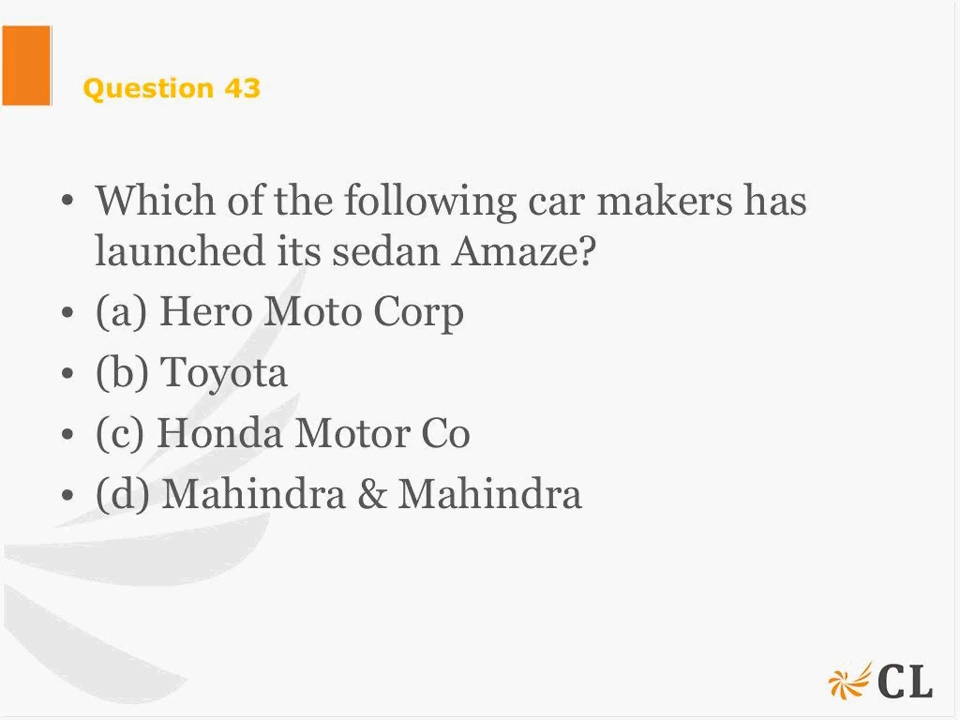 Question 43
• Which of the following car makers has
launched its sedan Amaze?
• (a) Hero Moto Corp
• (b) Toyota
• (c) Honda Motor Co
• (d) Mahindra & Mahindra
CL